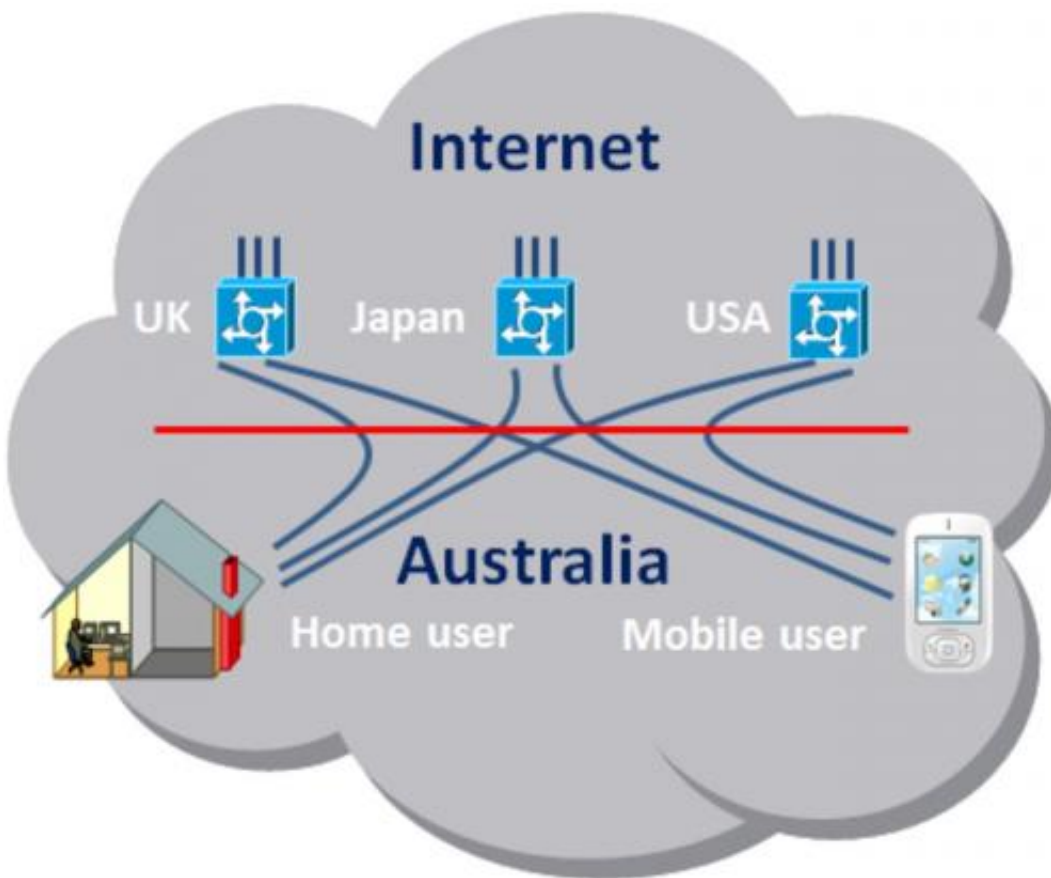 Internet
UK
Japan
USA
Australia
Home user
Mobile user